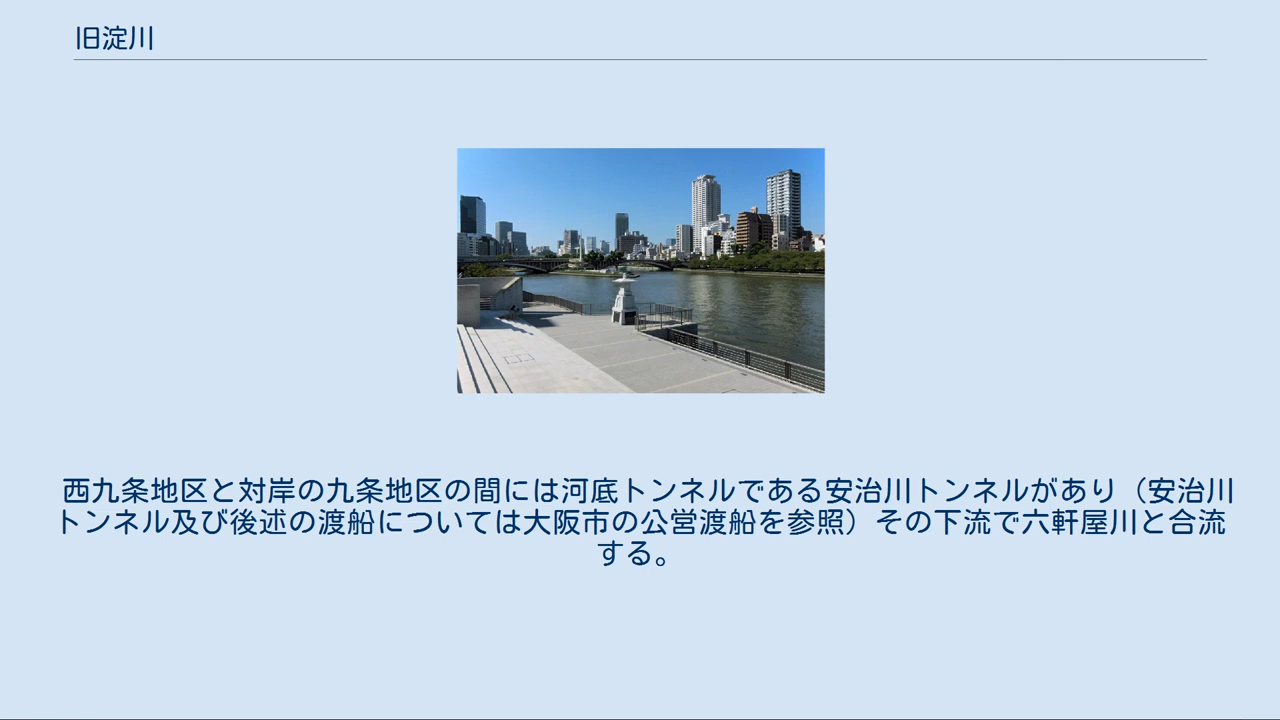 旧淀川
西九条地区と対岸の九条地区の間には河底トンネルである安治川トンネルがあり（安治川
トンネル及び後述の渡船については大阪市の公営渡船を参照）その下流で六軒屋川と合流
する。